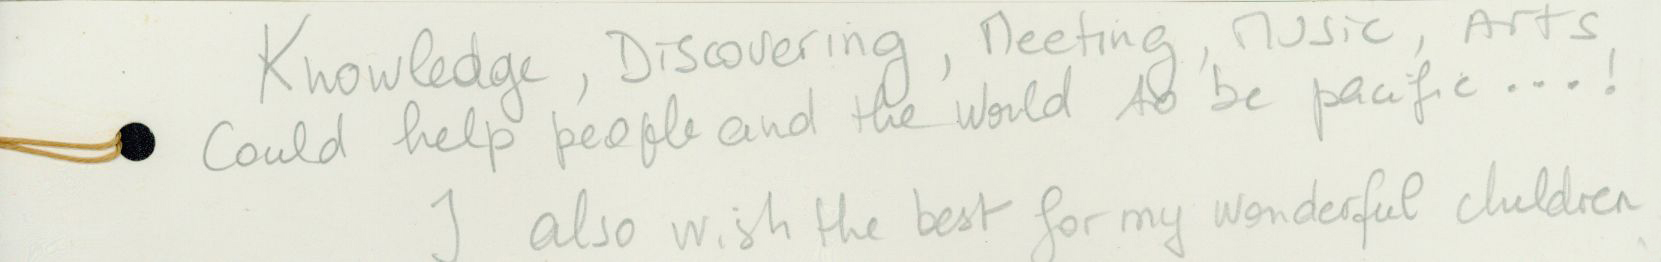 Knowledge, Discovering, Meeting, Music, Arts
Could help people and the world to be pacific....!
I also wish the best for my wonderful children